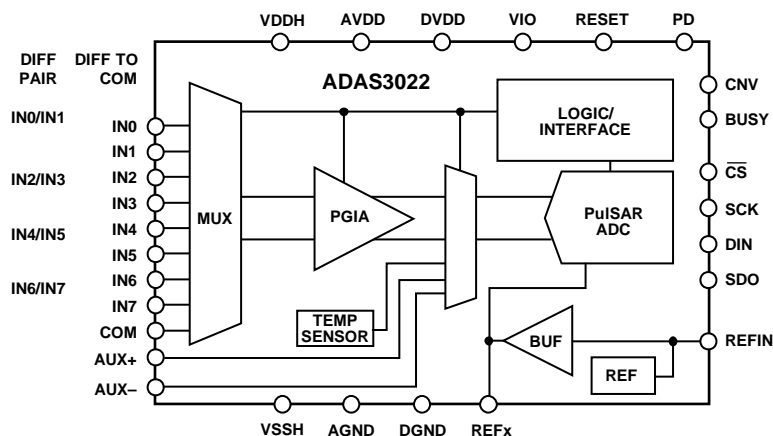 VDDH AVDD DVDD VIO RESET PD
DIFF PAIR
DIFF TO COM
ADAS3022
IN0/IN1
IN2/IN3
IN4/IN5
IN6/IN7
IN0
IN1
IN2
IN3
IN4
IN5
IN6
IN7
COM
AUX+
AUX–
MUX
PGIA
TEMP SENSOR
LOGIC/
INTERFACE
PulSAR
ADC
BUF
REF
CNV
BUSY
CS
SCK
DIN
SDO
REFIN
VSSH AGND DGND REFx